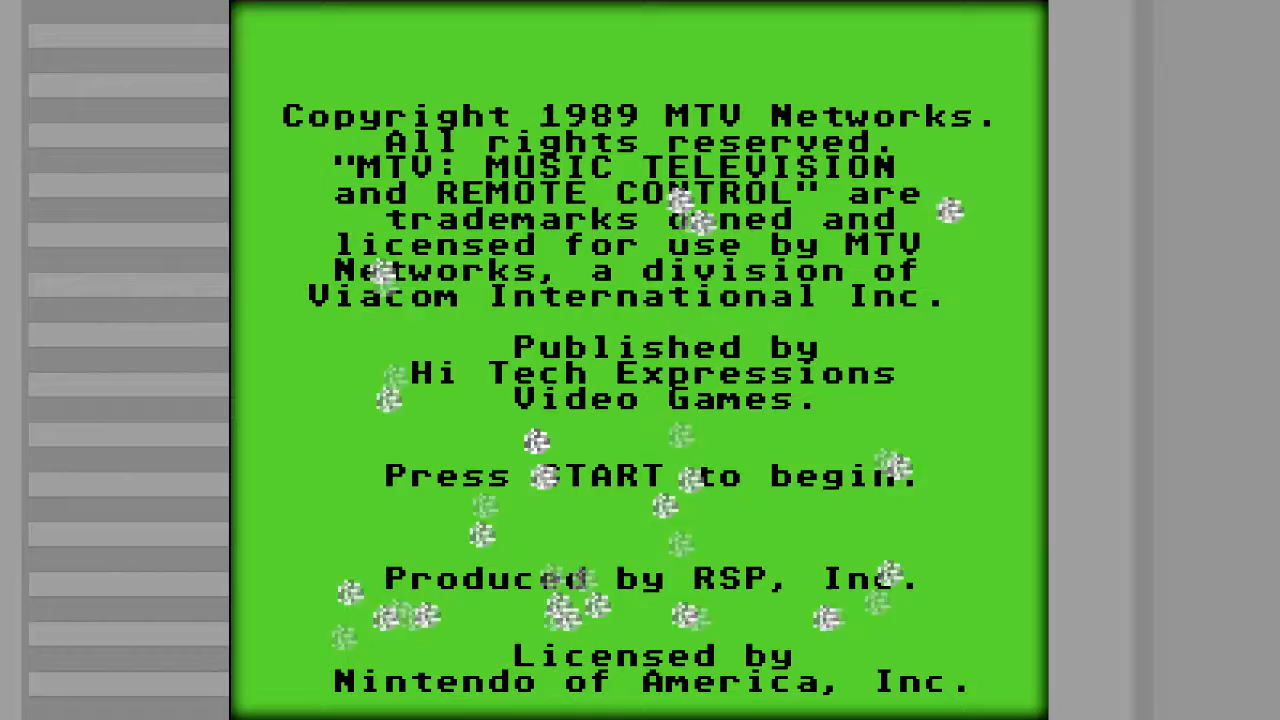 Copyright 1989 MTV Networks.
All rights reserved.
"MTV: MUSIC TELEVISION
and REMOTE CONTROL" are
trademarks owned and
licensed for use by MTV
Networks, a division of
Viacom International Inc.
Published by
Hi Tech Expressions
Video Games.
Press START to begin.
Produced by RSP, Inc.
Licensed by
Nintendo of America, Inc.